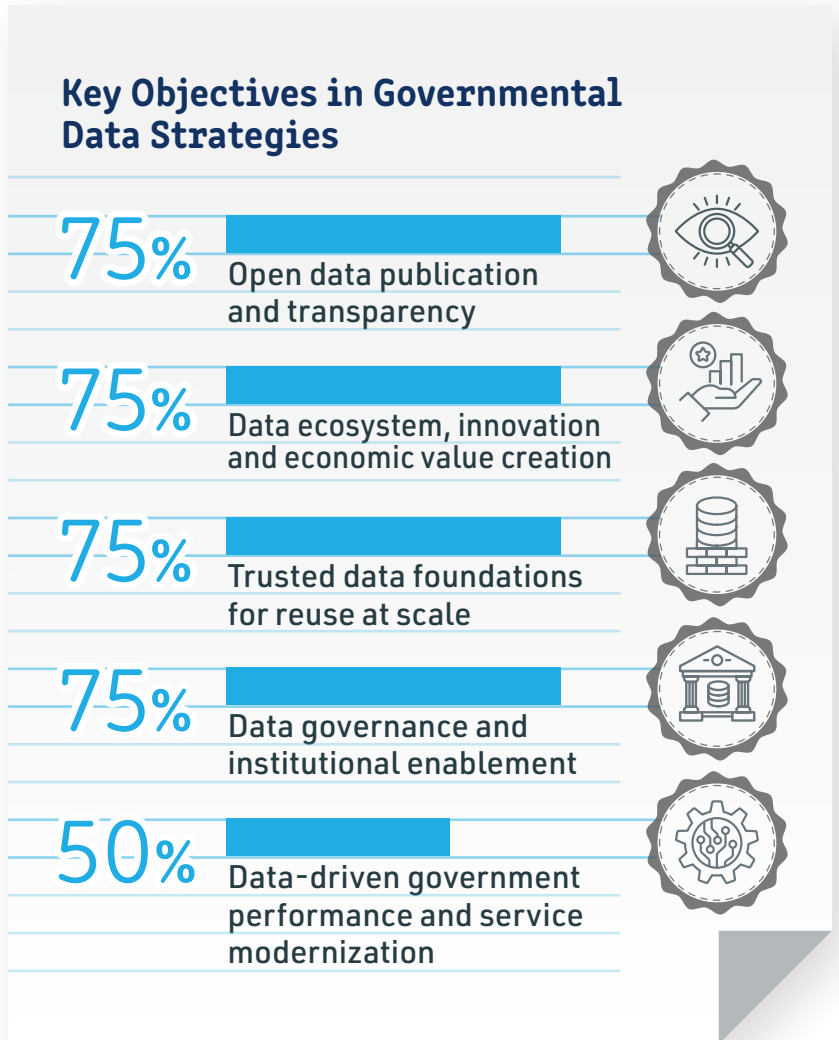 Key Objectives in Governmental
Data Strategies
75%
Open data publication
and transparency
75%
Data ecosystem, innovation
and economic value creation
75%
Trusted data foundations
for reuse at scale
75%
Data governance and
institutional enablement
50%
Data-driven government
performance and service
modernization